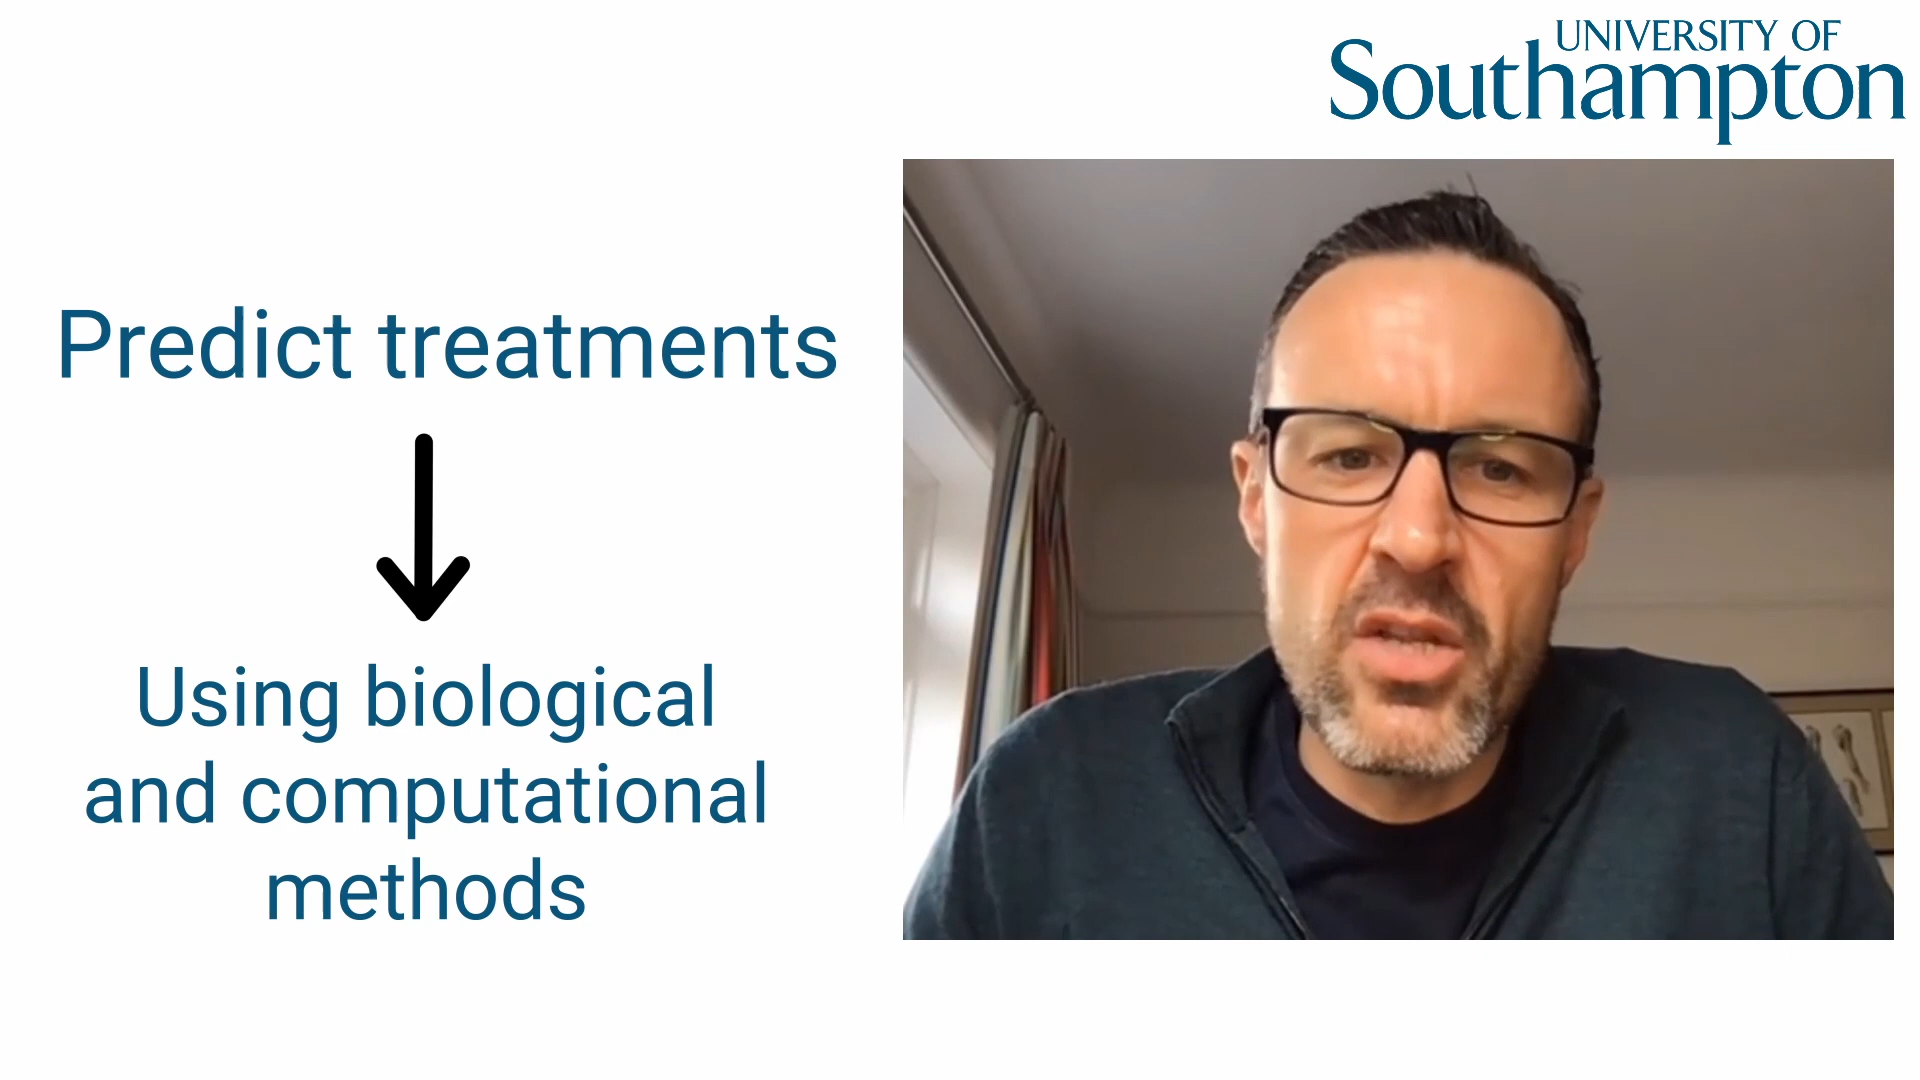 UNIVERSITY OF
Southampton
Predict treatments
Using biological
and computational
methods